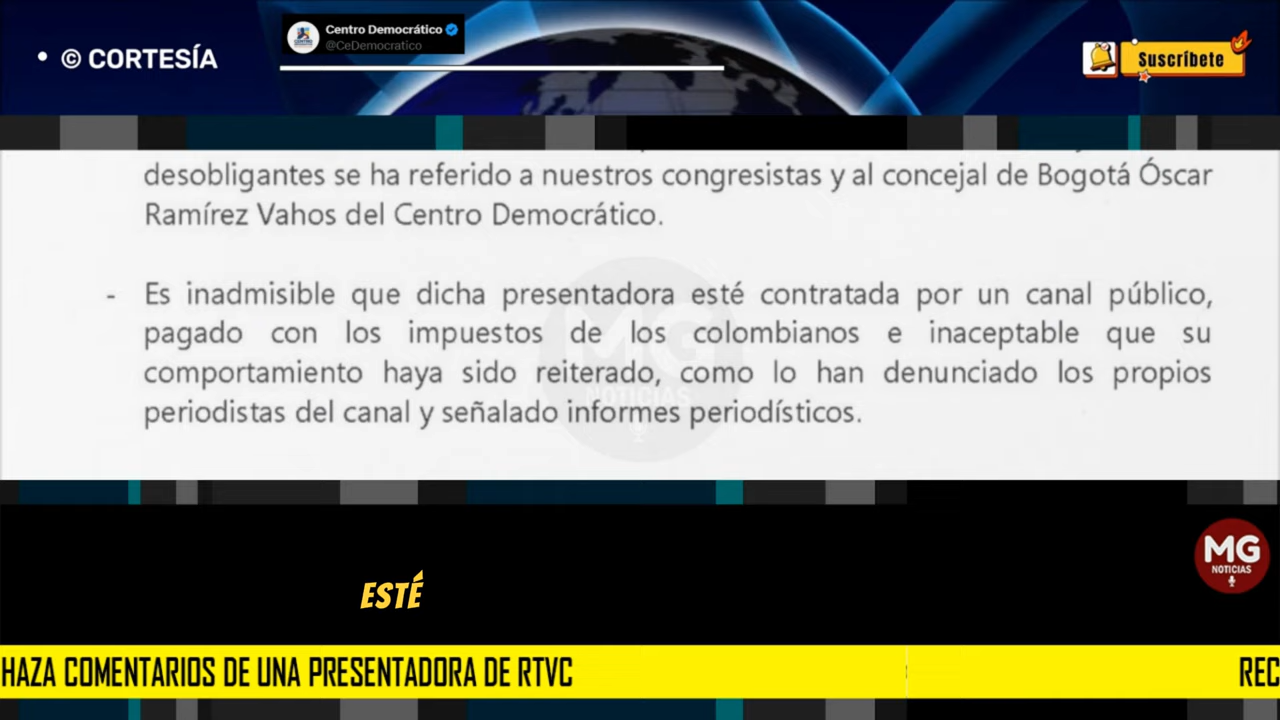 • © CORTESÍA
Centro Democrático
@CeDemocratico
Suscríbete
desobligantes se ha referido a nuestros congresistas y al concejal de Bogotá Óscar
Ramírez Vahos del Centro Democrático.
- Es inadmisible que dicha presentadora esté contratada por un canal público,
pagado con los impuestos de los colombianos e inaceptable que su
comportamiento haya sido reiterado, como lo han denunciado los propios
periodistas del canal y señalado informes periodísticos.
MG
NOTICIAS
MG
NOTICIAS
ESTÉ
HAZA COMENTARIOS DE UNA PRESENTADORA DE RTVC
REC